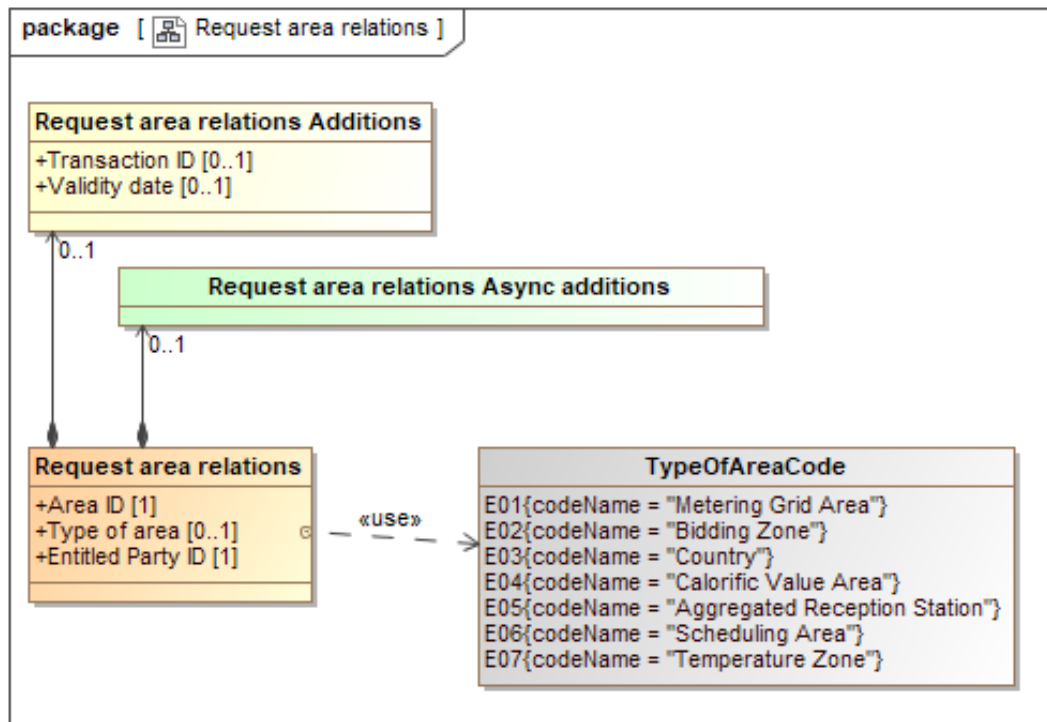 package [ Request area relations ]
Request area relations Additions
+Transaction ID [0..1]
+Validity date [0..1]
0..1
Request area relations Async additions
0..1
Request area relations
+Area ID [1]
+Type of area [0..1]
+Entitled Party ID [1]
«use»
TypeOfAreaCode
E01{codeName = "Metering Grid Area"}
E02{codeName = "Bidding Zone"}
E03{codeName = "Country"}
E04{codeName = "Calorific Value Area"}
E05{codeName = "Aggregated Reception Station"}
E06{codeName = "Scheduling Area"}
E07{codeName = "Temperature Zone"}